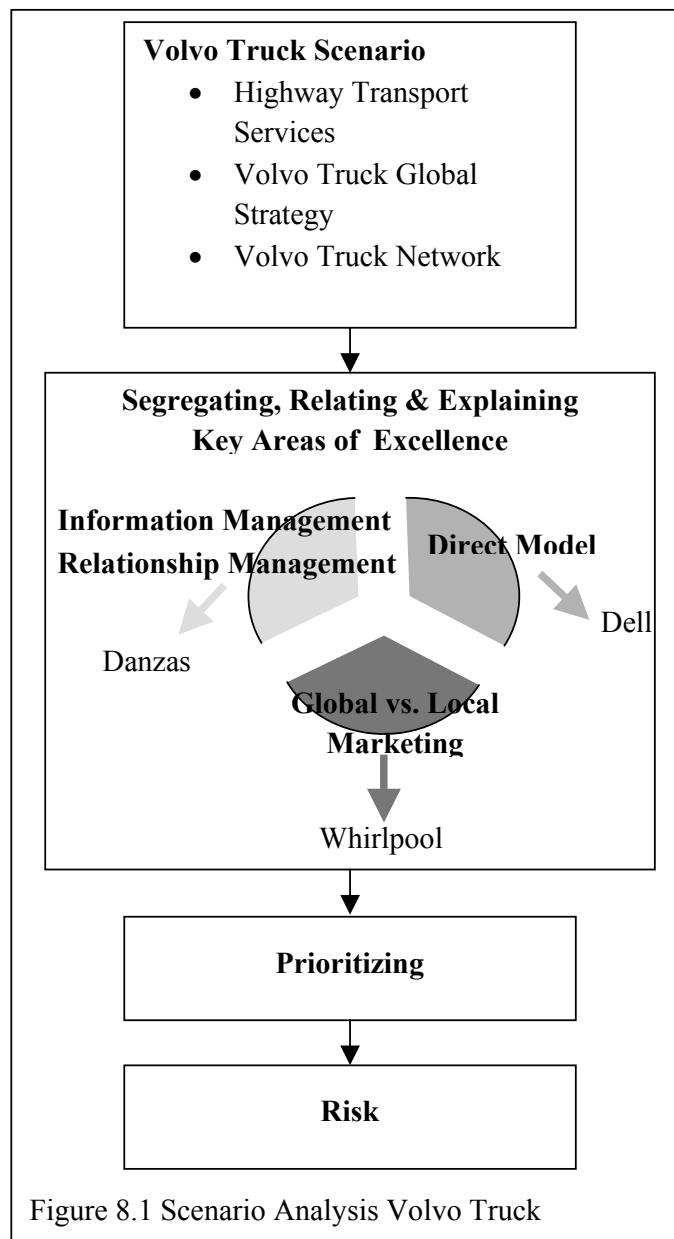 Volvo Truck Scenario
• Highway Transport
Services
• Volvo Truck Global
Strategy
• Volvo Truck Network
Segregating, Relating & Explaining
Key Areas of Excellence
Information Management
Relationship Management
Direct Model
Dell
Danzas
Global vs. Local
Marketing
Whirlpool
Prioritizing
Risk
Figure 8.1 Scenario Analysis Volvo Truck